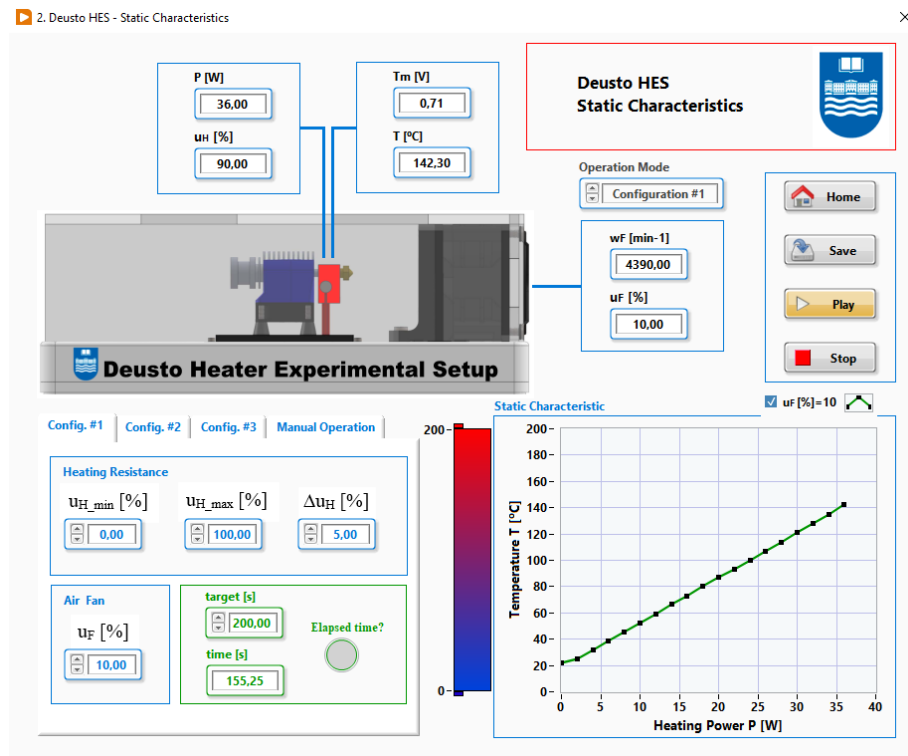 2. Deusto HES - Static Characteristics
P [W]
36,00
uH [%]
90,00
Tm [V]
0,71
T [ºC]
142,30
Deusto HES
Static Characteristics
Operation Mode
Configuration #1
wF [min-1]
4390,00
uF [%]
10,00
Home
Save
Play
Stop
Deusto Heater Experimental Setup
Config. #1
Config. #2
Config. #3
Manual Operation
Heating Resistance
uH_min [%]
uH_max [%]
ΔuH [%]
0,00
100,00
5,00
Air Fan
uF [%]
10,00
target [s]
200,00
time [s]
155,25
Elapsed time?
200
0
Static Characteristic
uF [%]=10
Temperature T [ºC]
200
180
160
140
120
100
80
60
40
20
0
0 5 10 15 20 25 30 35 40
Heating Power P [W]